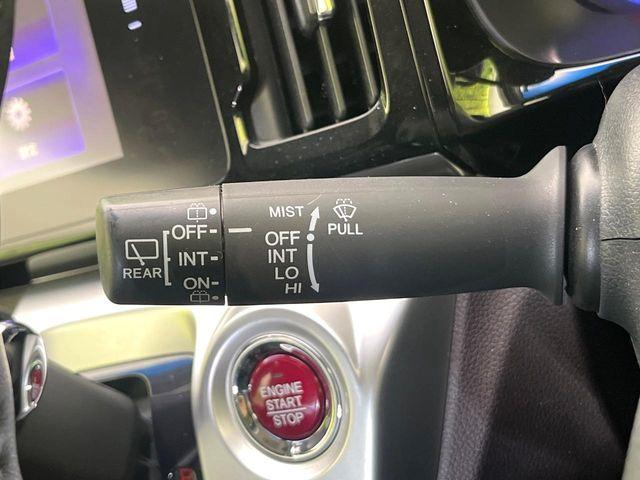 MIST
PULL
OFF
INT
LO
HI
OFF
INT
ON
REAR
ENGINE
START
STOP